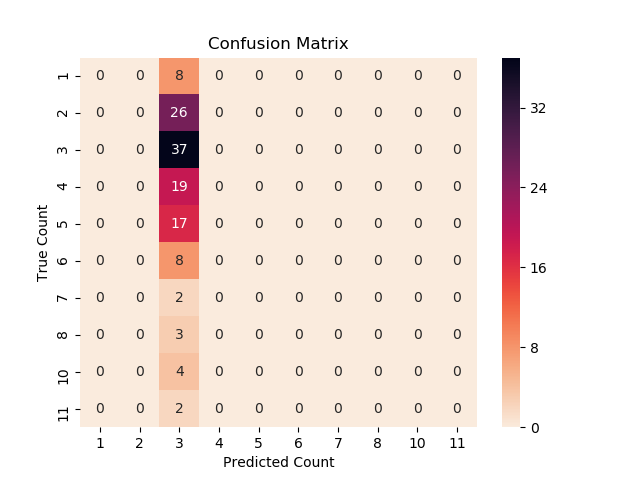 Confusion Matrix
True Count
1 0 0 8 0 0 0 0 0 0 0
2 0 0 26 0 0 0 0 0 0 0
3 0 0 37 0 0 0 0 0 0 0
4 0 0 19 0 0 0 0 0 0 0
5 0 0 17 0 0 0 0 0 0 0
6 0 0 8 0 0 0 0 0 0 0
7 0 0 2 0 0 0 0 0 0 0
8 0 0 3 0 0 0 0 0 0 0
10 0 0 4 0 0 0 0 0 0 0
11 0 0 2 0 0 0 0 0 0 0
1 2 3 4 5 6 7 8 10 11
Predicted Count
32
24
16
8
0